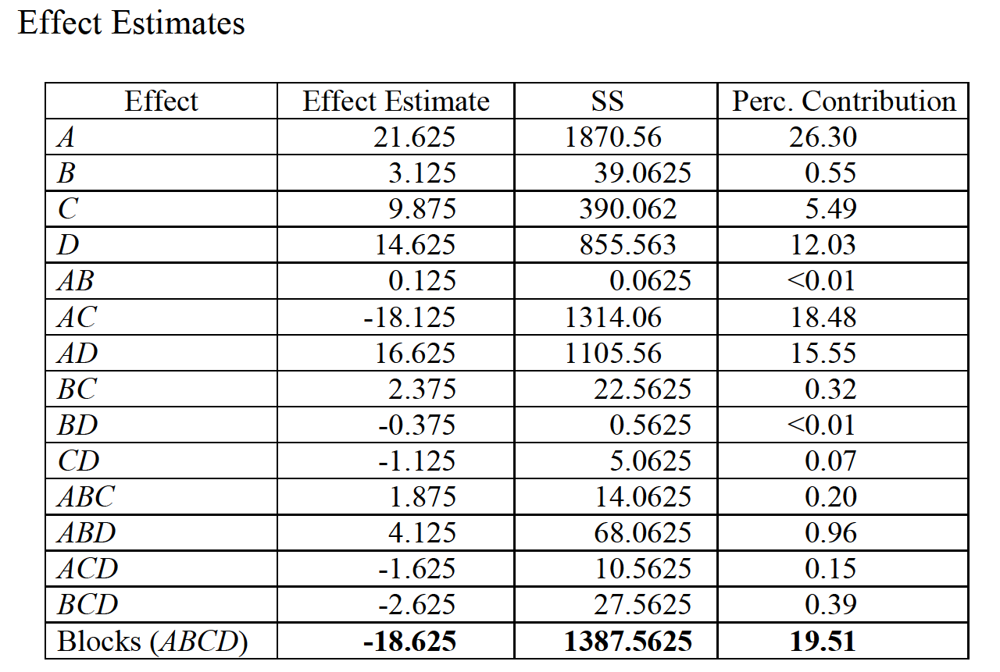 Effect Estimates
Effect Effect Estimate SS Perc. Contribution
A 21.625 1870.56 26.30
B 3.125 39.0625 0.55
C 9.875 390.062 5.49
D 14.625 855.563 12.03
AB 0.125 0.0625 <0.01
AC -18.125 1314.06 18.48
AD 16.625 1105.56 15.55
BC 2.375 22.5625 0.32
BD -0.375 0.5625 <0.01
CD -1.125 5.0625 0.07
ABC 1.875 14.0625 0.20
ABD 4.125 68.0625 0.96
ACD -1.625 10.5625 0.15
BCD -2.625 27.5625 0.39
Blocks (ABCD) -18.625 1387.5625 19.51